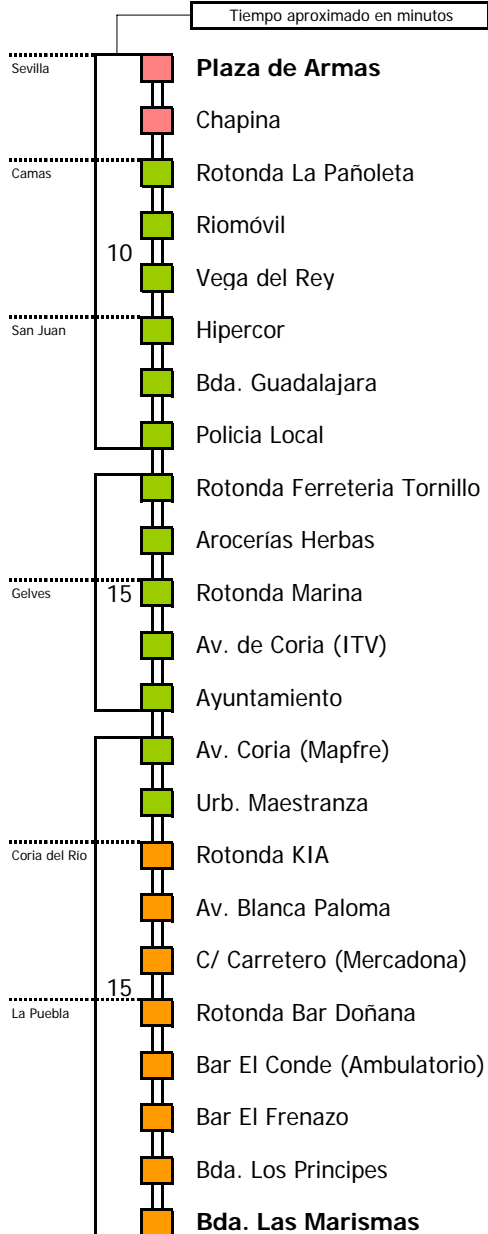 Tiempo aproximado en minutos
Sevilla
Plaza de Armas
Chapina
Camas
Rotonda La Pañoleta
Riomóvil
10
Vega del Rey
San Juan
Hipercor
Bda. Guadalajara
Policia Local
Rotonda Ferreteria Tornillo
Arocerías Herbas
Gelves
15
Rotonda Marina
Av. de Coria (ITV)
Ayuntamiento
Av. Coria (Mapfre)
Urb. Maestranza
Coria del Río
Rotonda KIA
Av. Blanca Paloma
C/ Carretero (Mercadona)
15
La Puebla
Rotonda Bar Doñana
Bar El Conde (Ambulatorio)
Bar El Frenazo
Bda. Los Principes
Bda. Las Marismas